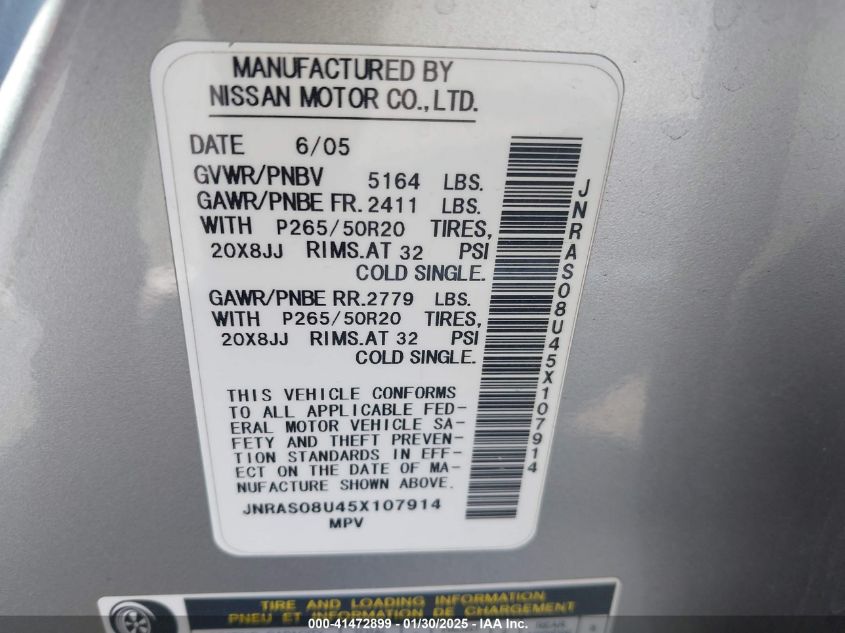 MANUFACTURED BY
NISSAN MOTOR CO.,LTD.
DATE 6/05
GVWR/PNBV 5164 LBS.
GAWR/PNBE FR. 2411 LBS.
WITH P265/50R20 TIRES,
20X8JJ RIMS.AT 32 PSI
COLD SINGLE.
GAWR/PNBE RR. 2779 LBS.
WITH P265/50R20 TIRES,
20X8JJ RIMS.AT 32 PSI
COLD SINGLE.
THIS VEHICLE CONFORMS
TO ALL APPLICABLE FED-
ERAL MOTOR VEHICLE SA-
FETY AND THEFT PREVEN-
TION STANDARDS IN EFF-
ECT ON THE DATE OF MA-
NUFACTURE SHOWN ABOVE.
JNRAS08U45X107914
MPV
JNRAS08U45X107914
TIRE AND LOADING INFORMATION
PNEU ET INFORMATION DE CHARGEMENT
000-41472899 - 01/30/2025 - IAA Inc.